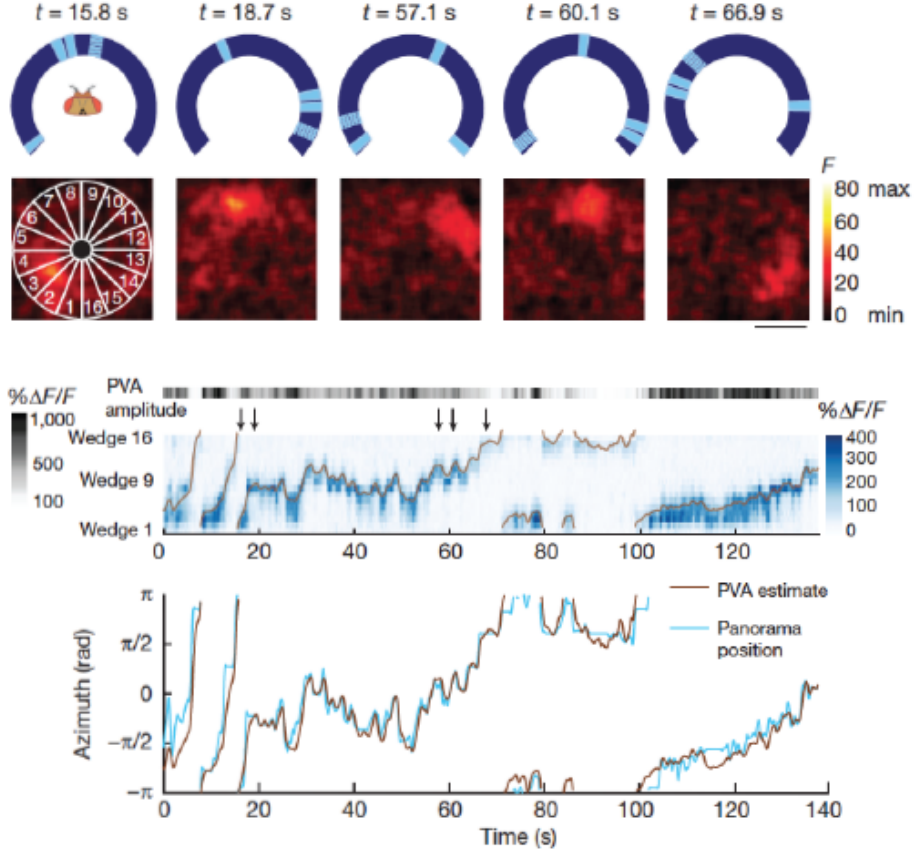 t = 15.8 s
t = 18.7 s
t = 57.1 s
t = 60.1 s
t = 66.9 s
F
80 max
60
40
20
0 min
8 9
7 10
6 11
5 12
4 13
3 14
2 15
1 16
% ΔF/F
1,000
500
100
PVA
amplitude
Wedge 16
Wedge 9
Wedge 1
0 20 40 60 80 100 120
% ΔF/F
400
300
200
100
0
Azimuth (rad)
π
π/2
0
−π/2
−π
PVA estimate
Panorama
position
0 20 40 60 80 100 120 140
Time (s)